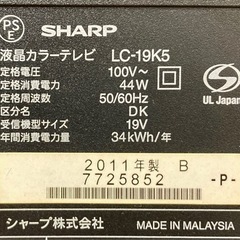 PS
E
SHARP
液晶カラーテレビ LC-19K5
定格電圧 100V~
定格消費電力 44W
定格周波数 50/60Hz
区分名 DK
受信機型サイズ 19V
年間消費電力量 34kWh/年
UL Japan
2011年製 B
7725852
-P-
シャープ株式会社 MADE IN MALAYSIA